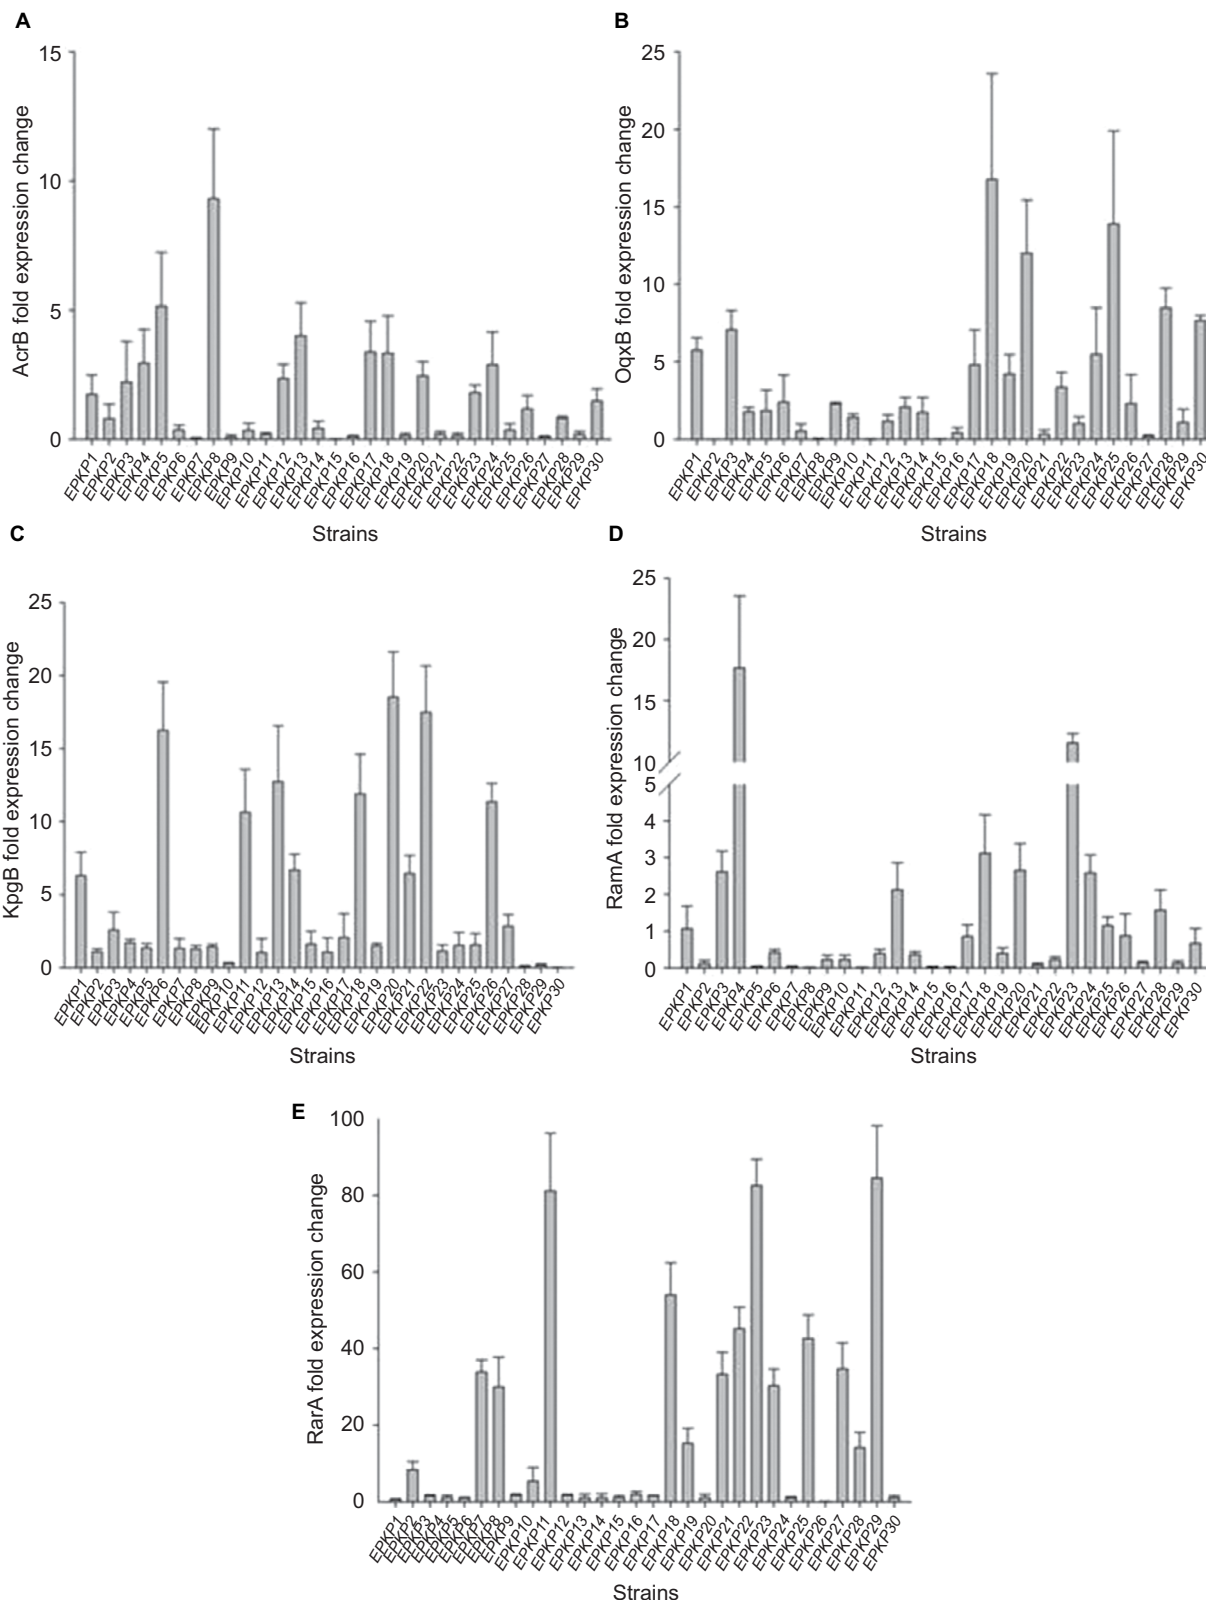 A
AcrB fold expression change
15
10
5
0
EPKP1 EPKP2 EPKP3 EPKP4 EPKP5 EPKP6 EPKP7 EPKP8 EPKP9 EPKP10 EPKP11 EPKP12 EPKP13 EPKP14 EPKP15 EPKP16 EPKP17 EPKP18 EPKP19 EPKP20 EPKP21 EPKP22 EPKP23 EPKP24 EPKP25 EPKP26 EPKP27 EPKP28 EPKP29 EPKP30
Strains
B
OqxB fold expression change
25
20
15
10
5
0
EPKP1 EPKP2 EPKP3 EPKP4 EPKP5 EPKP6 EPKP7 EPKP8 EPKP9 EPKP10 EPKP11 EPKP12 EPKP13 EPKP14 EPKP15 EPKP16 EPKP17 EPKP18 EPKP19 EPKP20 EPKP21 EPKP22 EPKP23 EPKP24 EPKP25 EPKP26 EPKP27 EPKP28 EPKP29 EPKP30
Strains
C
KpgB fold expression change
25
20
15
10
5
0
EPKP1 EPKP2 EPKP3 EPKP4 EPKP5 EPKP6 EPKP7 EPKP8 EPKP9 EPKP10 EPKP11 EPKP12 EPKP13 EPKP14 EPKP15 EPKP16 EPKP17 EPKP18 EPKP19 EPKP20 EPKP21 EPKP22 EPKP23 EPKP24 EPKP25 EPKP26 EPKP27 EPKP28 EPKP29 EPKP30
Strains
D
RamA fold expression change
25
20
15
10
5
4
3
2
1
0
EPKP1 EPKP2 EPKP3 EPKP4 EPKP5 EPKP6 EPKP7 EPKP8 EPKP9 EPKP10 EPKP11 EPKP12 EPKP13 EPKP14 EPKP15 EPKP16 EPKP17 EPKP18 EPKP19 EPKP20 EPKP21 EPKP22 EPKP23 EPKP24 EPKP25 EPKP26 EPKP27 EPKP28 EPKP29 EPKP30
Strains
E
RarA fold expression change
100
80
60
40
20
0
EPKP1 EPKP2 EPKP3 EPKP4 EPKP5 EPKP6 EPKP7 EPKP8 EPKP9 EPKP10 EPKP11 EPKP12 EPKP13 EPKP14 EPKP15 EPKP16 EPKP17 EPKP18 EPKP19 EPKP20 EPKP21 EPKP22 EPKP23 EPKP24 EPKP25 EPKP26 EPKP27 EPKP28 EPKP29 EPKP30
Strains